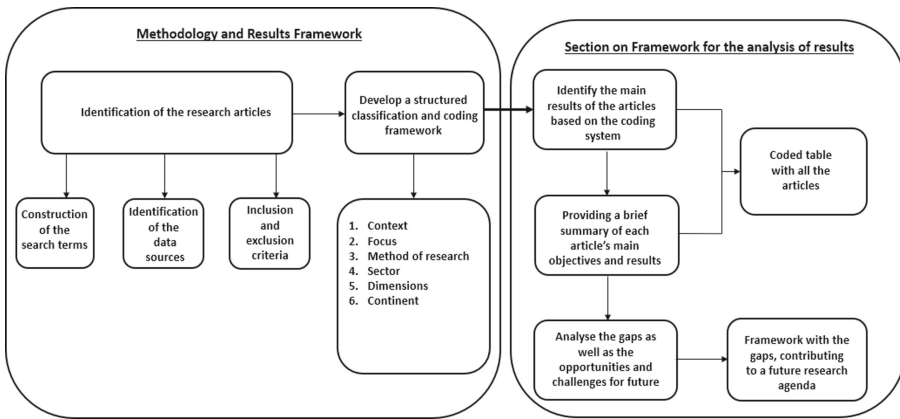 Methodology and Results Framework
Identification of the research articles
Develop a structured
classification and coding
framework
Construction
of the
search terms
Identification
of the
data
sources
Inclusion
and
exclusion
criteria
1. Context
2. Focus
3. Method of research
4. Sector
5. Dimensions
6. Continent
Section on Framework for the analysis of results
Identify the main
results of the articles
based on the coding
system
Coded table
with all the
articles
Providing a brief
summary of each
article's main
objectives and results
Analyse the gaps as
well as the
opportunities and
challenges for future
Framework with the
gaps, contributing
to a future research
agenda